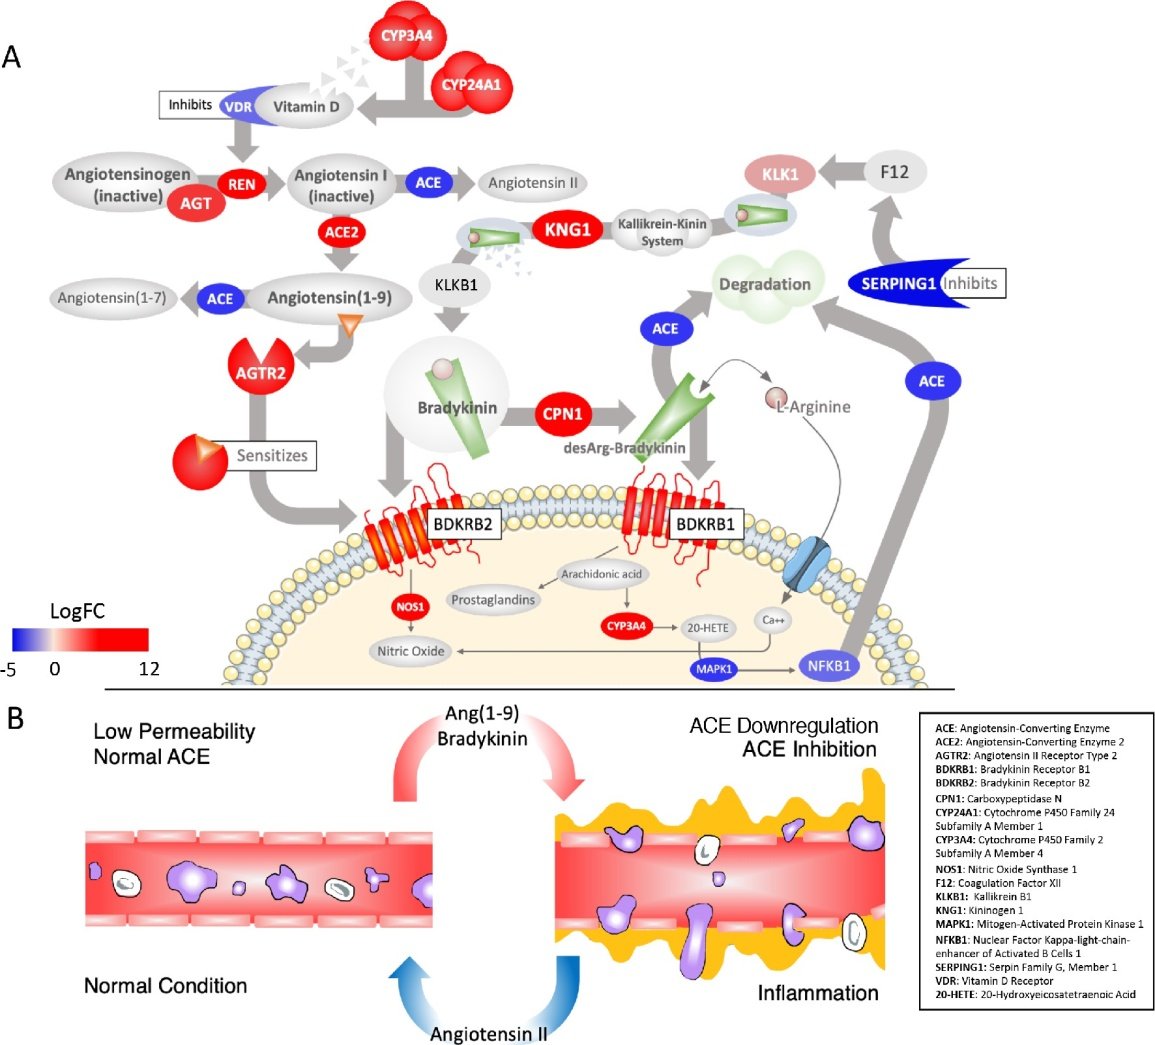 A
CYP3A4
CYP24A1
Inhibits
VDR
Vitamin D
Angiotensinogen
(inactive)
AGT
REN
Angiotensin I
(inactive)
ACE
Angiotensin II
ACE2
KLK1
F12
KNG1
Kallikrein-Kinin
System
KLKB1
Angiotensin(1-7)
ACE
Angiotensin(1-9)
Degradation
SERPING1
Inhibits
ACE
AGTR2
ACE
Bradykinin
CPN1
L-Arginine
desArg-Bradykinin
Sensitizes
BDKRB2
BDKRB1
Arachidonic acid
Prostaglandins
NOS1
CYP3A4
20-HETE
Ca++
Nitric Oxide
MAPK1
NFKB1
LogFC
-5
0
12
B
Low Permeability
Normal ACE
Ang(1-9)
Bradykinin
ACE Downregulation
ACE Inhibition
Normal Condition
Angiotensin II
Inflammation
ACE: Angiotensin-Converting Enzyme
ACE2: Angiotensin-Converting Enzyme 2
AGTR2: Angiotensin II Receptor Type 2
BDKRB1: Bradykinin Receptor B1
BDKRB2: Bradykinin Receptor B2
CPN1: Carboxypeptidase N
CYP24A1: Cytochrome P450 Family 24
Subfamily A Member 1
CYP3A4: Cytochrome P450 Family 2
Subfamily A Member 4
NOS1: Nitric Oxide Synthase 1
F12: Coagulation Factor XII
KLKB1: Kallikrein B1
KNG1: Kininogen 1
MAPK1: Mitogen-Activated Protein Kinase 1
NFKB1: Nuclear Factor Kappa-light-chain-
enhancer of Activated B Cells 1
SERPING1: Serpin Family G, Member 1
VDR: Vitamin D Receptor
20-HETE: 20-Hydroxyeicosatetraenoic Acid